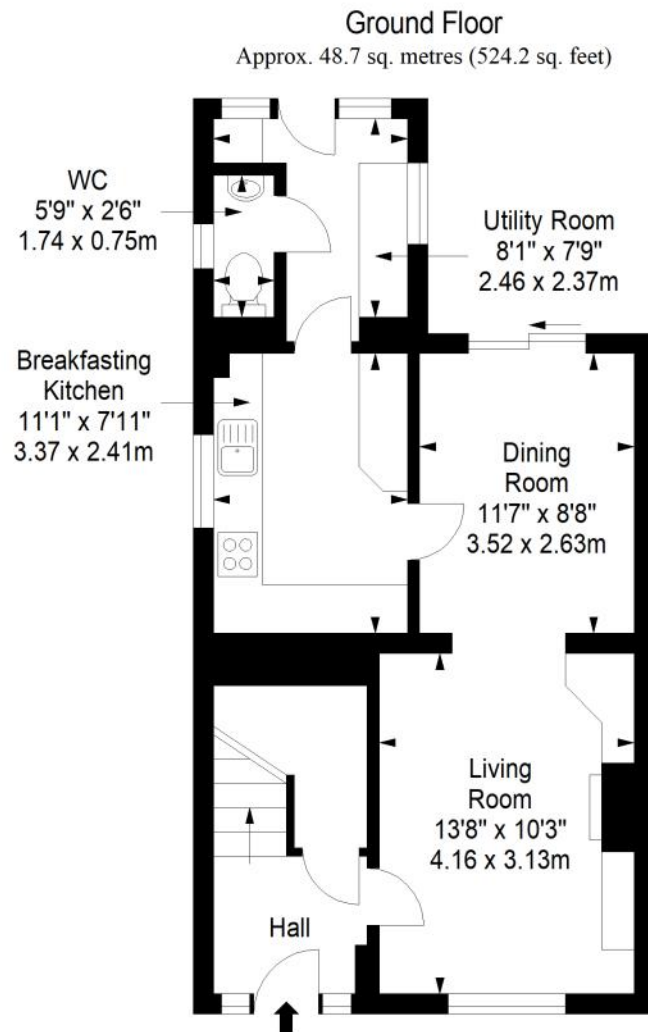 Ground Floor
Approx. 48.7 sq. metres (524.2 sq. feet)
WC
5'9" x 2'6"
1.74 x 0.75m
Utility Room
8'1" x 7'9"
2.46 x 2.37m
Breakfasting
Kitchen
11'1" x 7'11"
3.37 x 2.41m
Dining
Room
11'7" x 8'8"
3.52 x 2.63m
Living
Room
13'8" x 10'3"
4.16 x 3.13m
Hall